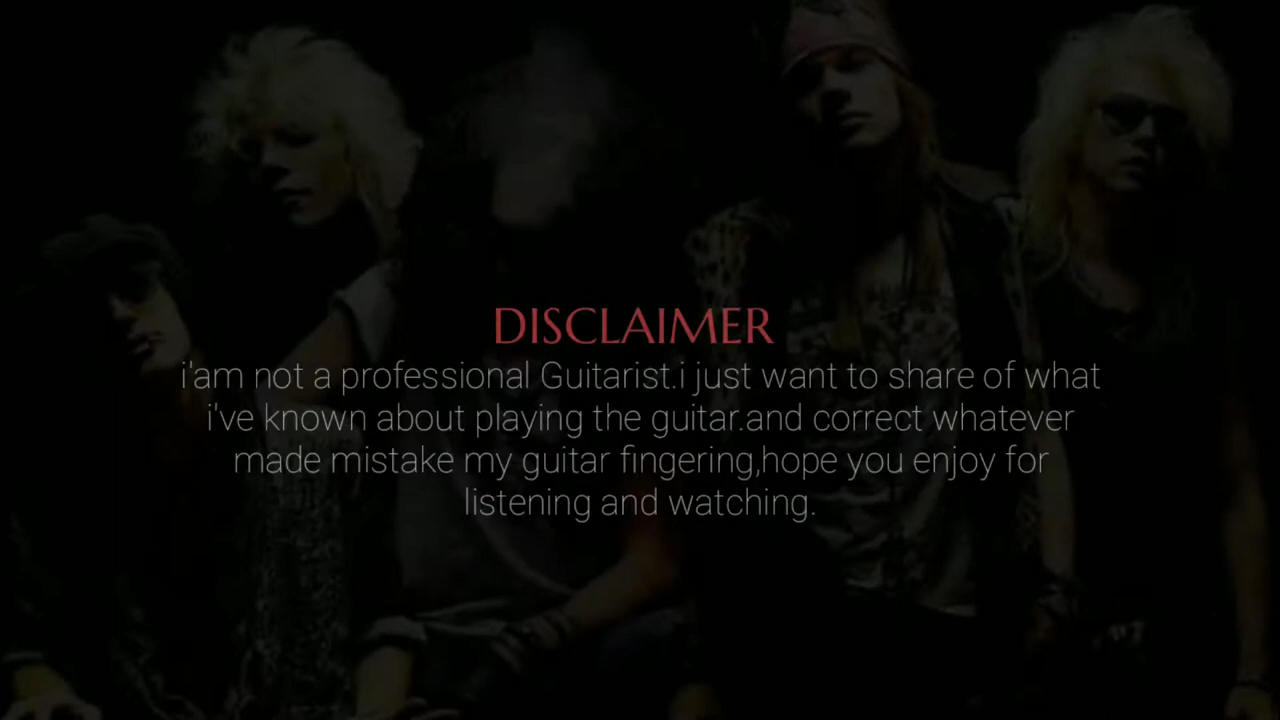 DISCLAIMER
i'am not a professional Guitarist.i just want to share of what
i've known about playing the guitar.and correct whatever
made mistake my guitar fingering,hope you enjoy for
listening and watching.